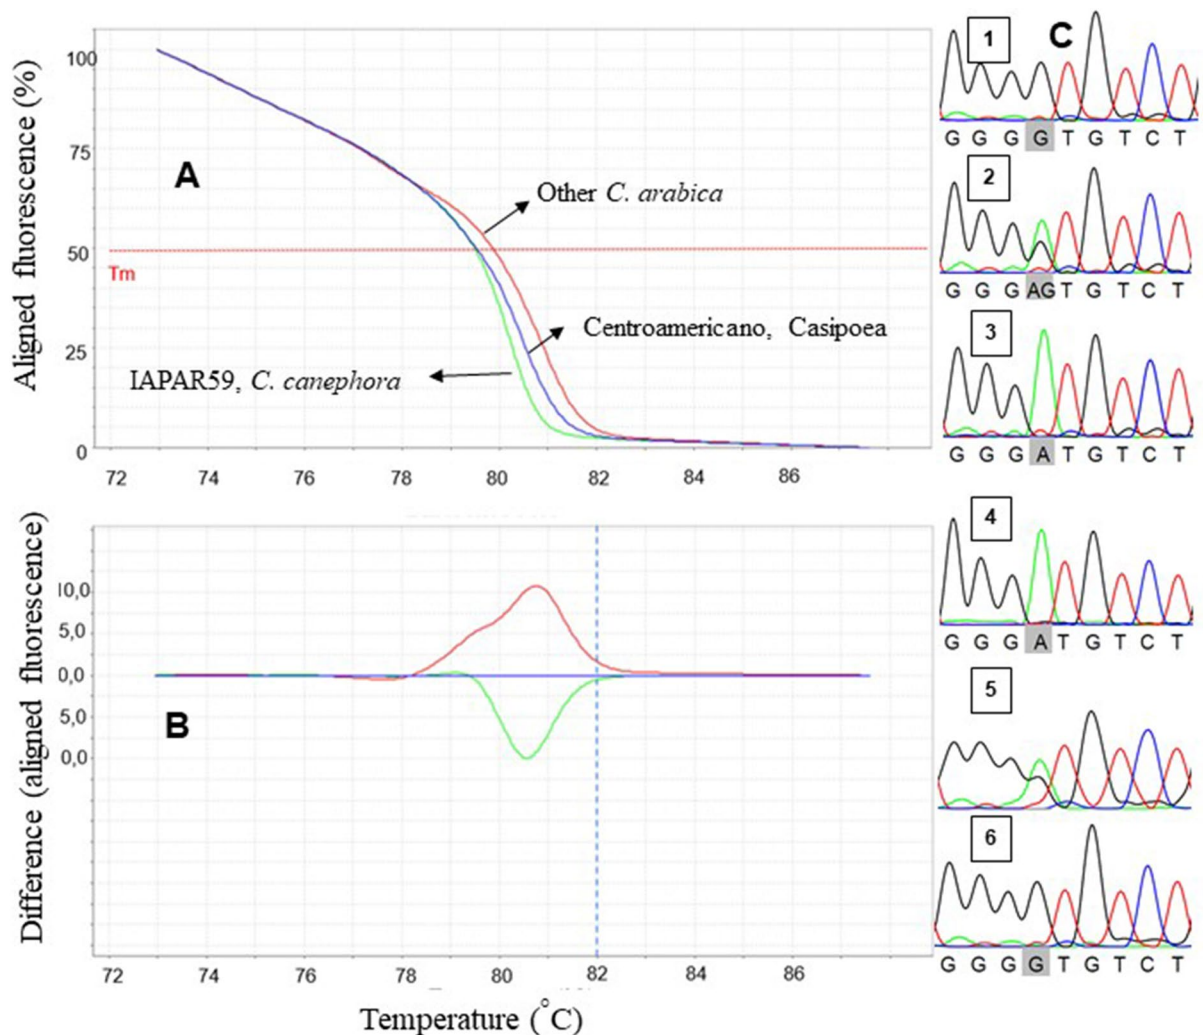 Aligned fluorescence (%)
100
75
50
25
0
A
Tm
Other C. arabica
Centroamericano, Casipoea
IAPAR59, C. canephora
72 74 76 78 80 82 84 86
Difference (aligned fluorescence)
10,0
5,0
0,0
5,0
0,0
B
72 74 76 78 80 82 84 86
Temperature (°C)
C
1
G G G G T G T C T
2
G G G AG T G T C T
3
G G G A T G T C T
4
G G G A T G T C T
5
6
G G G G T G T C T